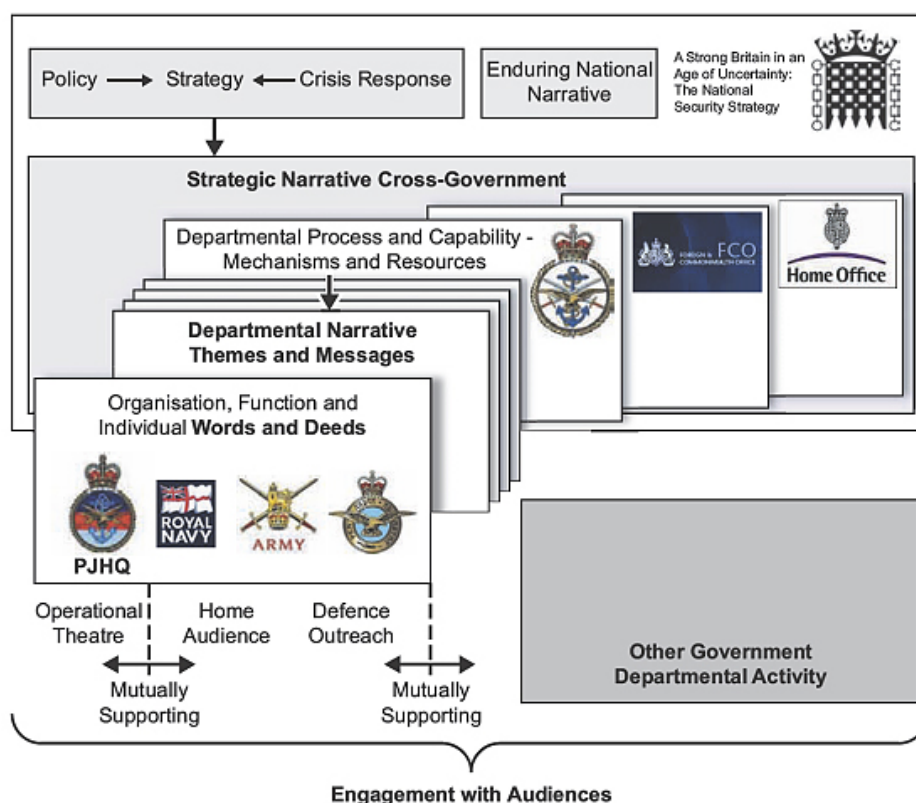 Policy
Strategy
Crisis Response
Enduring National
Narrative
A Strong Britain in an
Age of Uncertainty:
The National
Security Strategy
Strategic Narrative Cross-Government
Departmental Process and Capability -
Mechanisms and Resources
FOREIGN &
COMMONWEALTH OFFICE
FCO
Home Office
Departmental Narrative
Themes and Messages
Organisation, Function and
Individual Words and Deeds
PJHQ
ROYAL
NAVY
ARMY
Operational
Theatre
Home
Audience
Defence
Outreach
Mutually
Supporting
Mutually
Supporting
Other Government
Departmental Activity
Engagement with Audiences